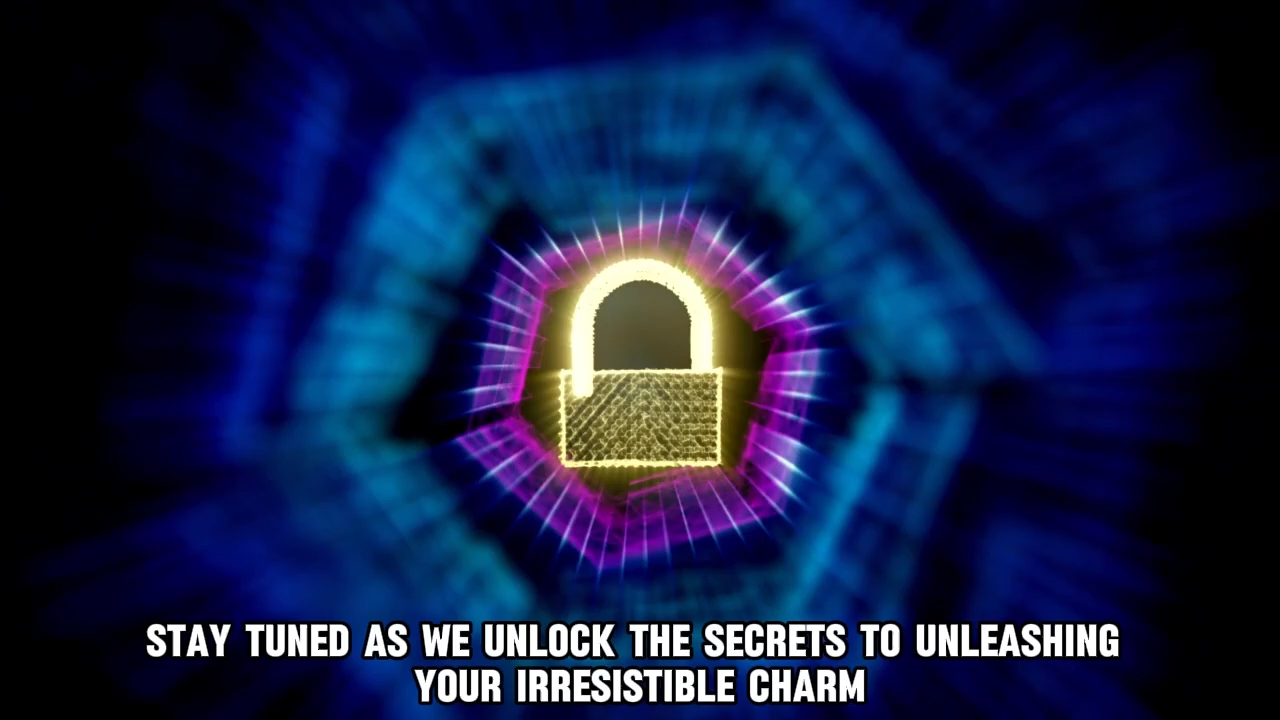 STAY TUNED AS WE UNLOCK THE SECRETS TO UNLEASHING
YOUR IRRESISTIBLE CHARM